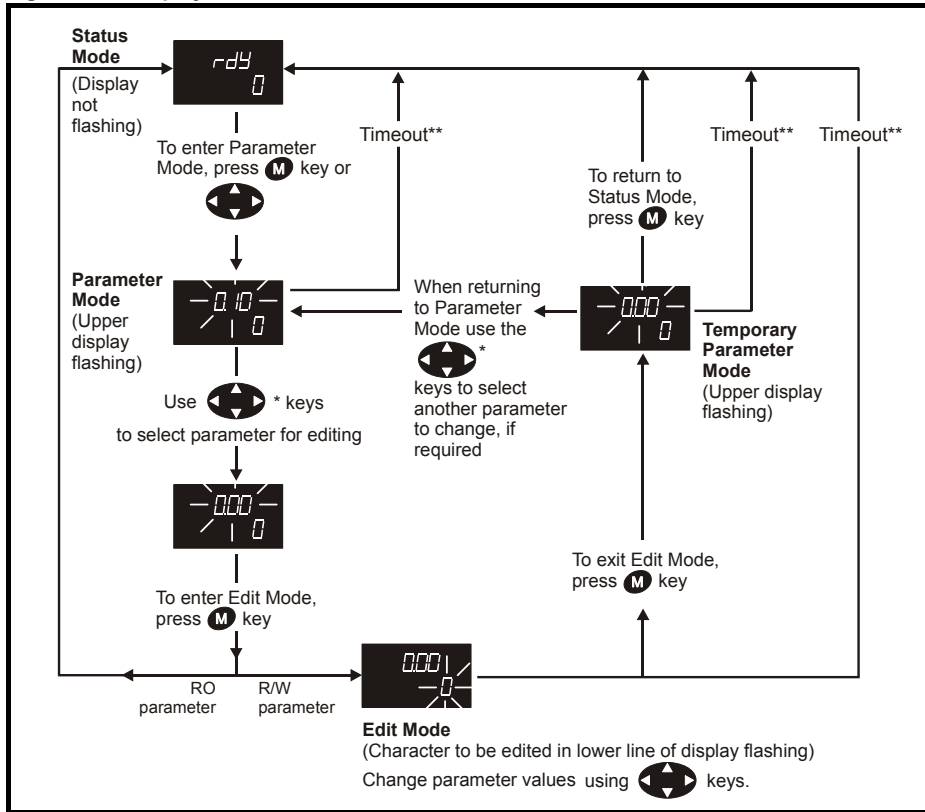 Status
Mode
(Display
not
flashing)
rdY
0
To enter Parameter
Mode, press M key or
Timeout**
Timeout**
Timeout**
To return to
Status Mode,
press M key
Parameter
Mode
(Upper
display
flashing)
0.10
0
When returning
to Parameter
Mode use the
*
keys to select
another parameter
to change, if
required
0.00
0
Temporary
Parameter
Mode
(Upper display
flashing)
Use * keys
to select parameter for editing
0.00
0
To enter Edit Mode,
press M key
To exit Edit Mode,
press M key
RO
parameter
R/W
parameter
0.00
0
Edit Mode
(Character to be edited in lower line of display flashing)
Change parameter values using keys.